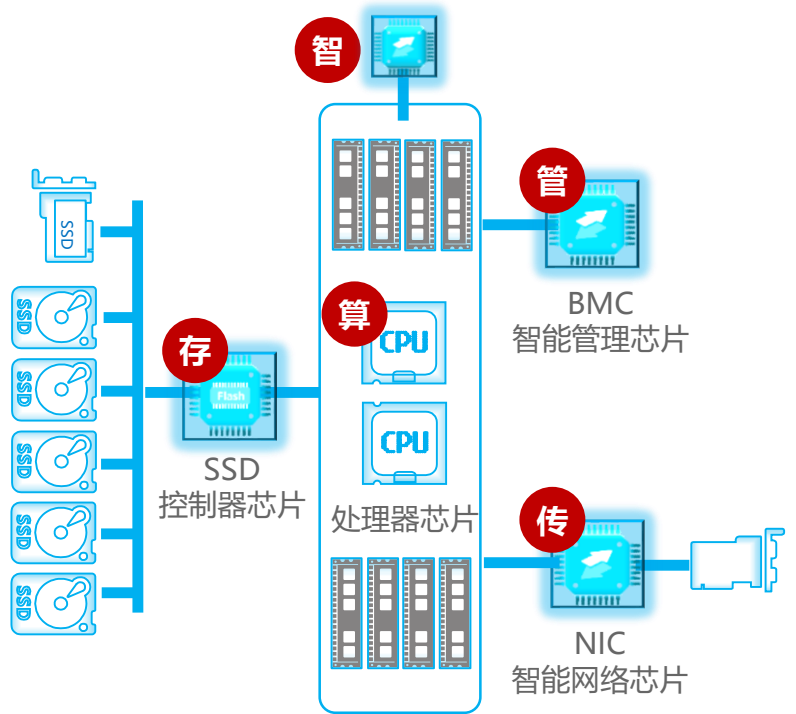 智
管
SSD
BMC
智能管理芯片
算
CPU
SSD
存
Flash
SSD
CPU
SSD
控制器芯片
SSD
处理器芯片
传
SSD
SSD
NIC
智能网络芯片